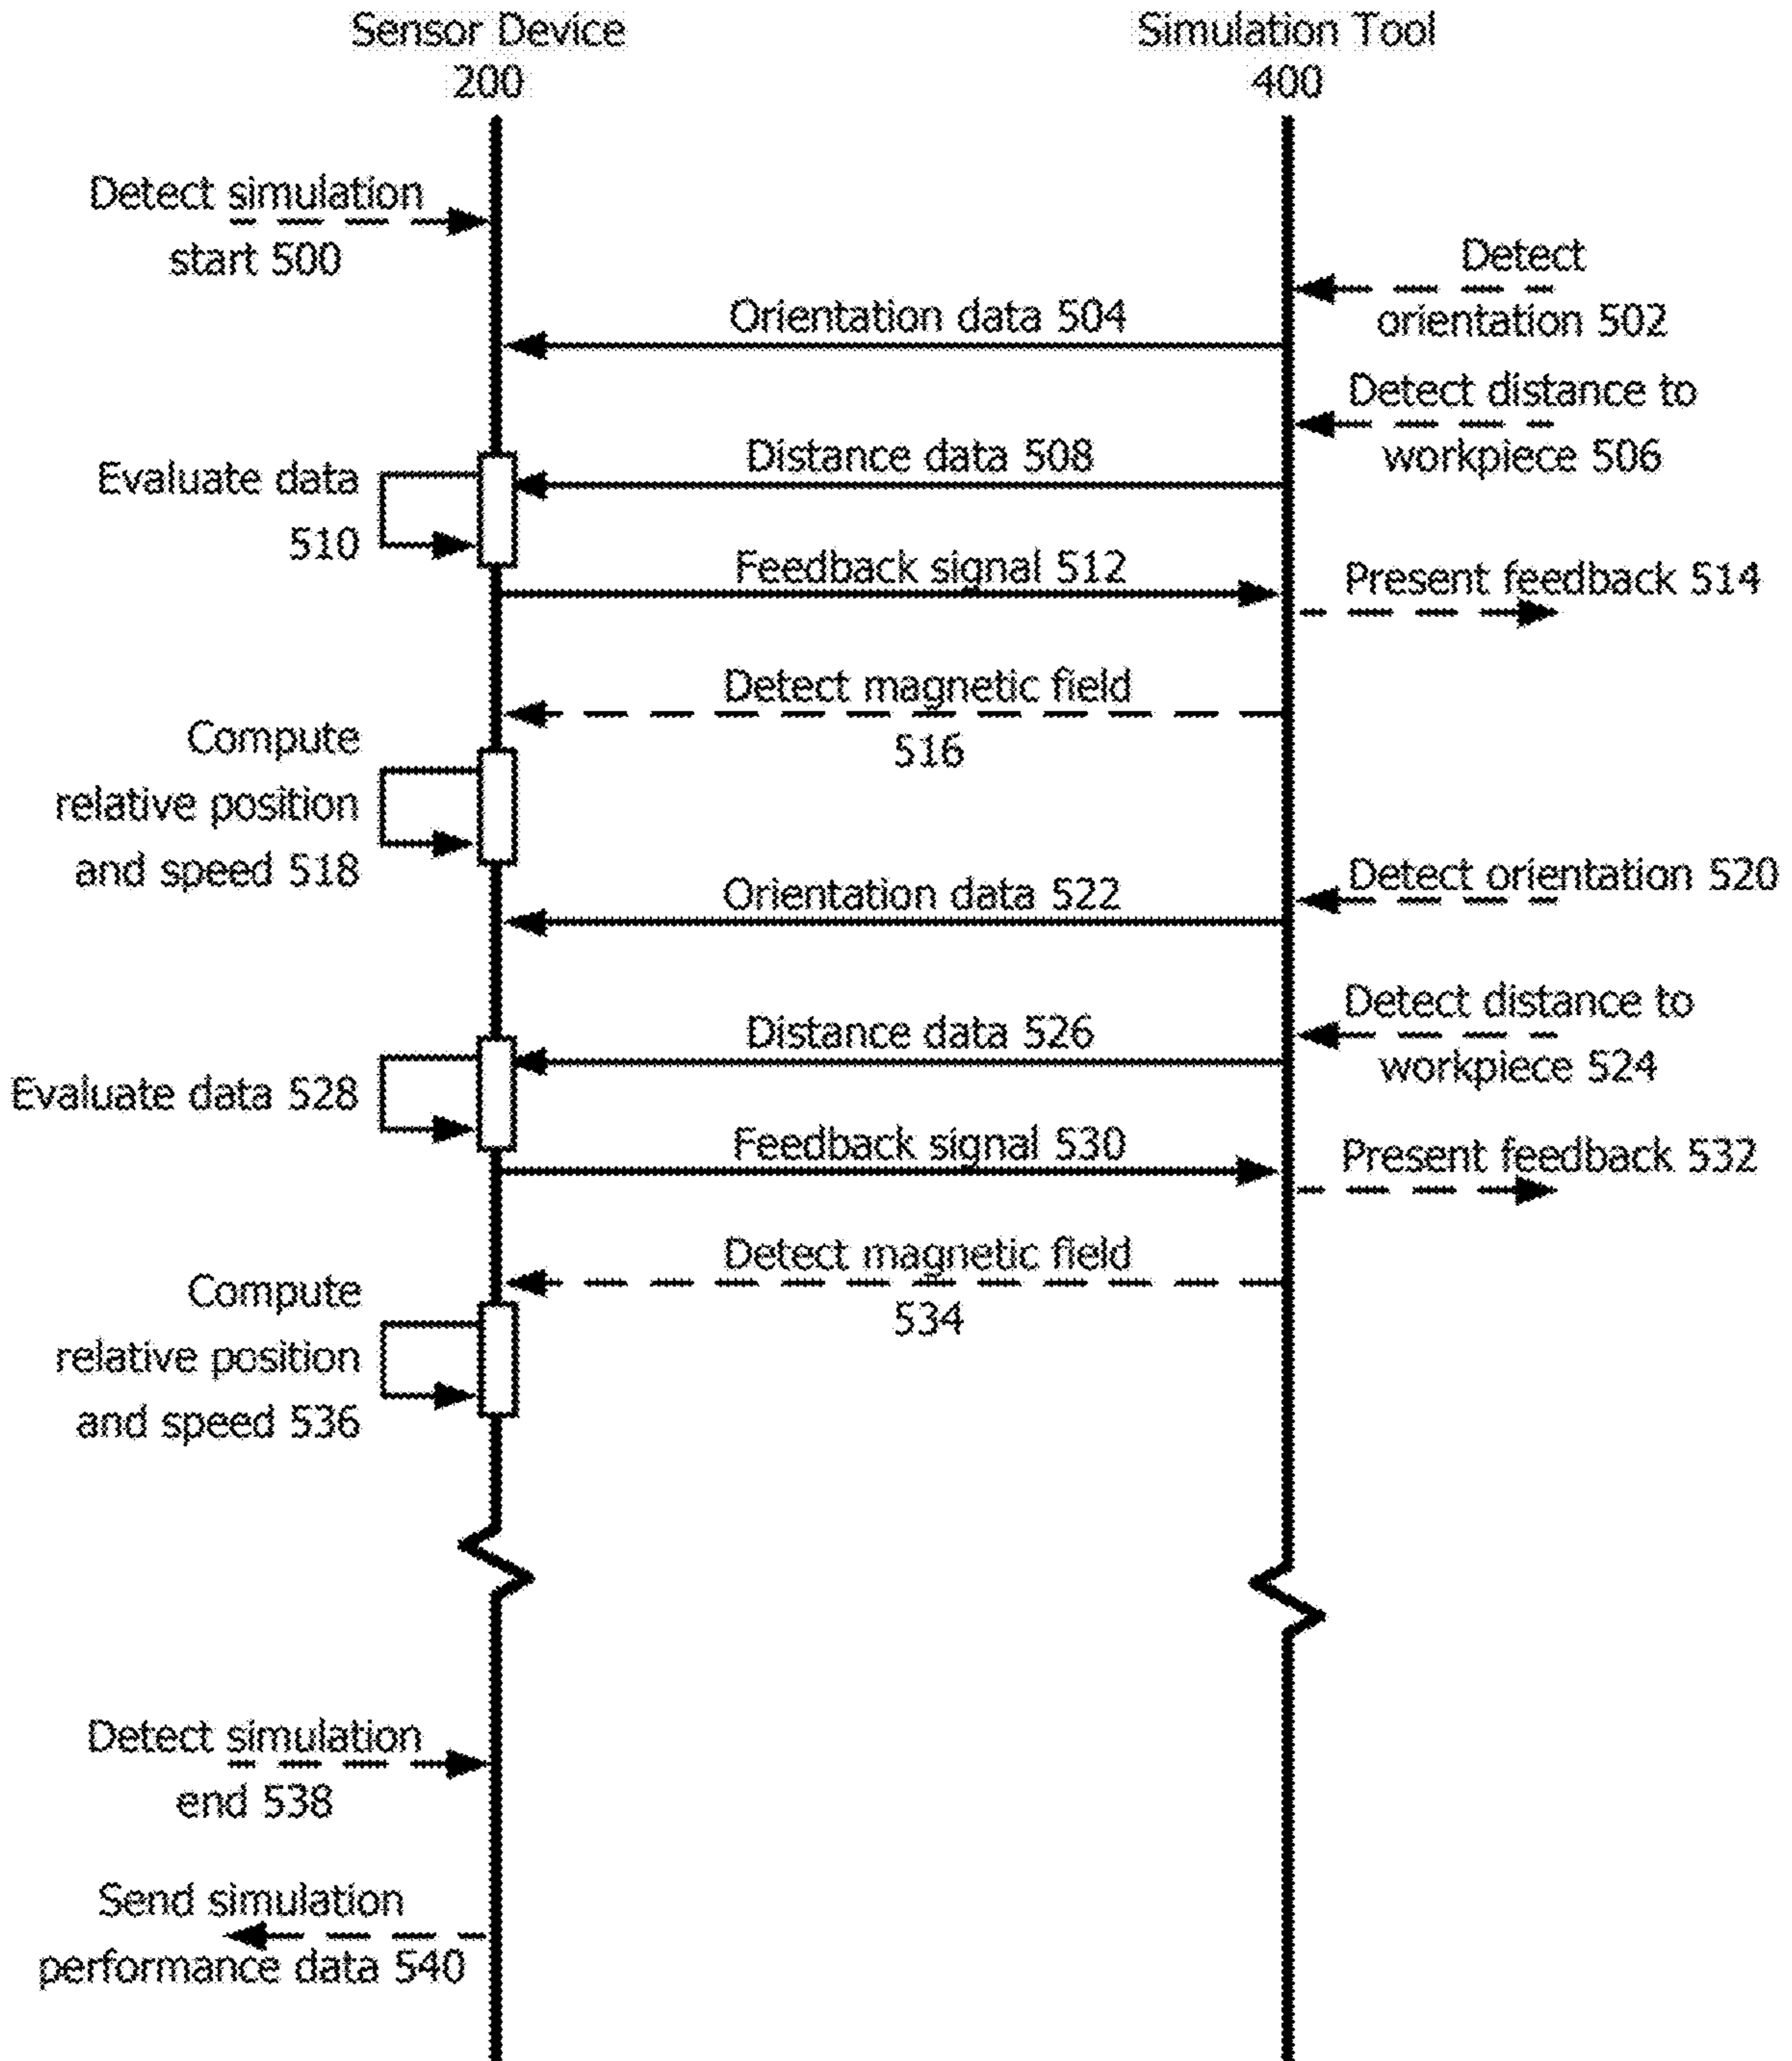 Sensor Device
200
Simulation Tool
400
Detect simulation
start 500
Detect
orientation 502
Orientation data 504
Detect distance to
workpiece 506
Distance data 508
Evaluate data
510
Feedback signal 512
Present feedback 514
Detect magnetic field
516
Compute
relative position
and speed 518
Detect orientation 520
Orientation data 522
Detect distance to
workpiece 524
Distance data 526
Evaluate data 528
Feedback signal 530
Present feedback 532
Detect magnetic field
534
Compute
relative position
and speed 536
Detect simulation
end 538
Send simulation
performance data 540